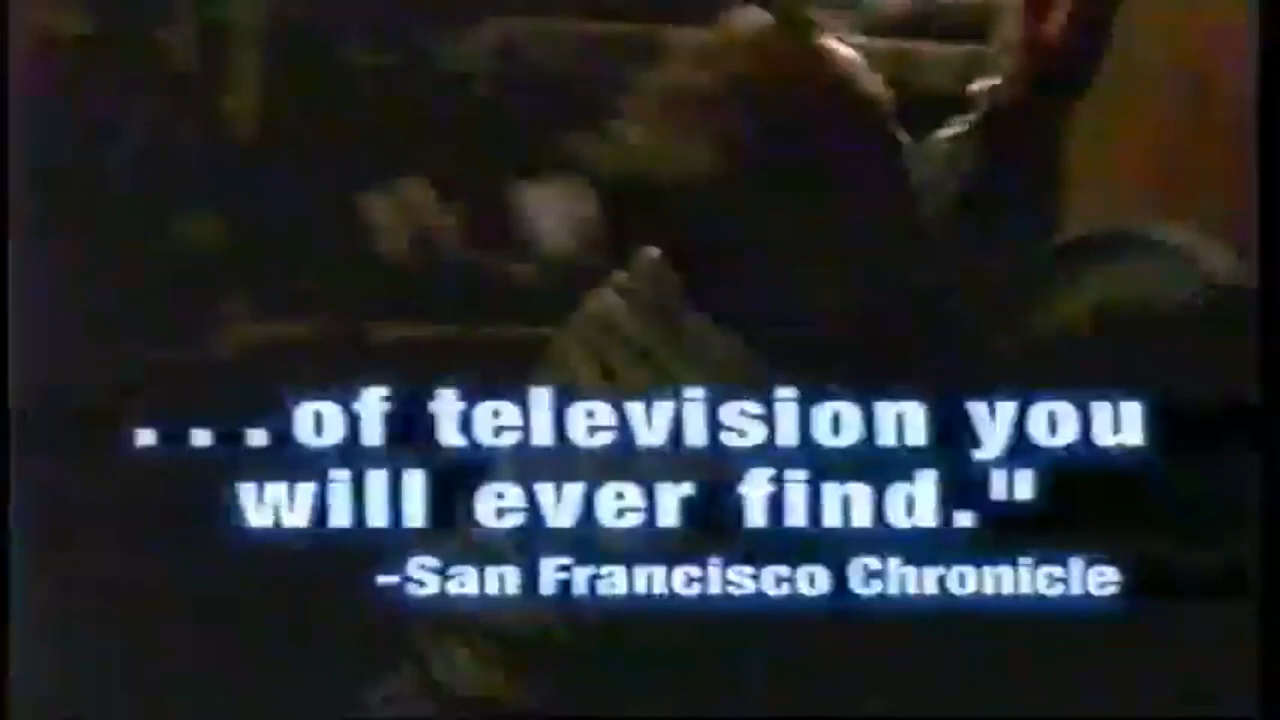 ...of television you
will ever find."
-San Francisco Chronicle